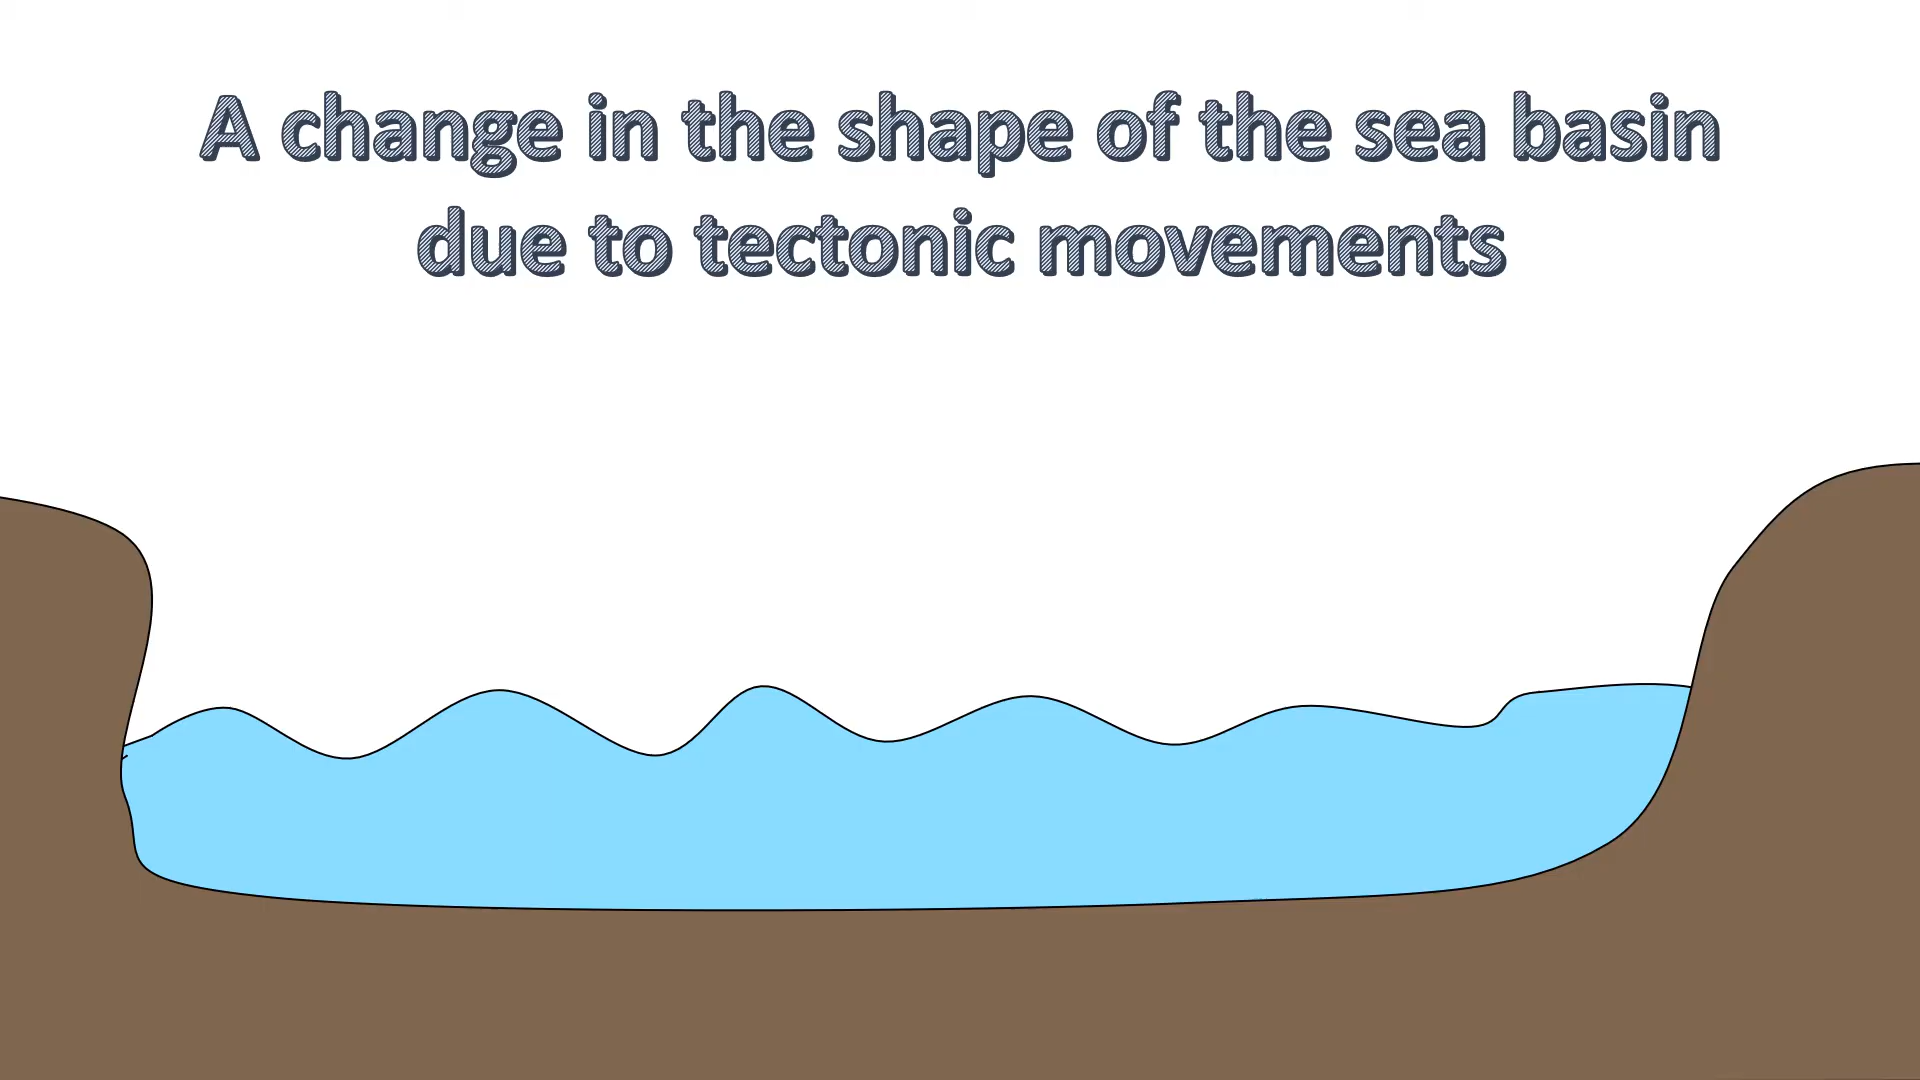 A change in the shape of the sea basin
due to tectonic movements